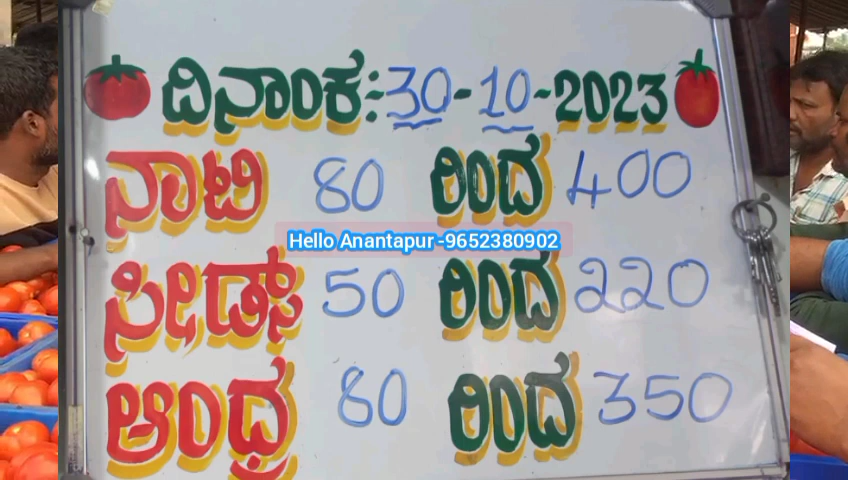 ದಿನಾಂಕ:30-10-2023
ನಾಟಿ 80 ರಿಂದ 400
Hello Anantapur -9652380902
ಸೀಡ್ಸ್ 50 ರಿಂದ 220
ಆಂಧ್ರ 80 ರಿಂದ 350